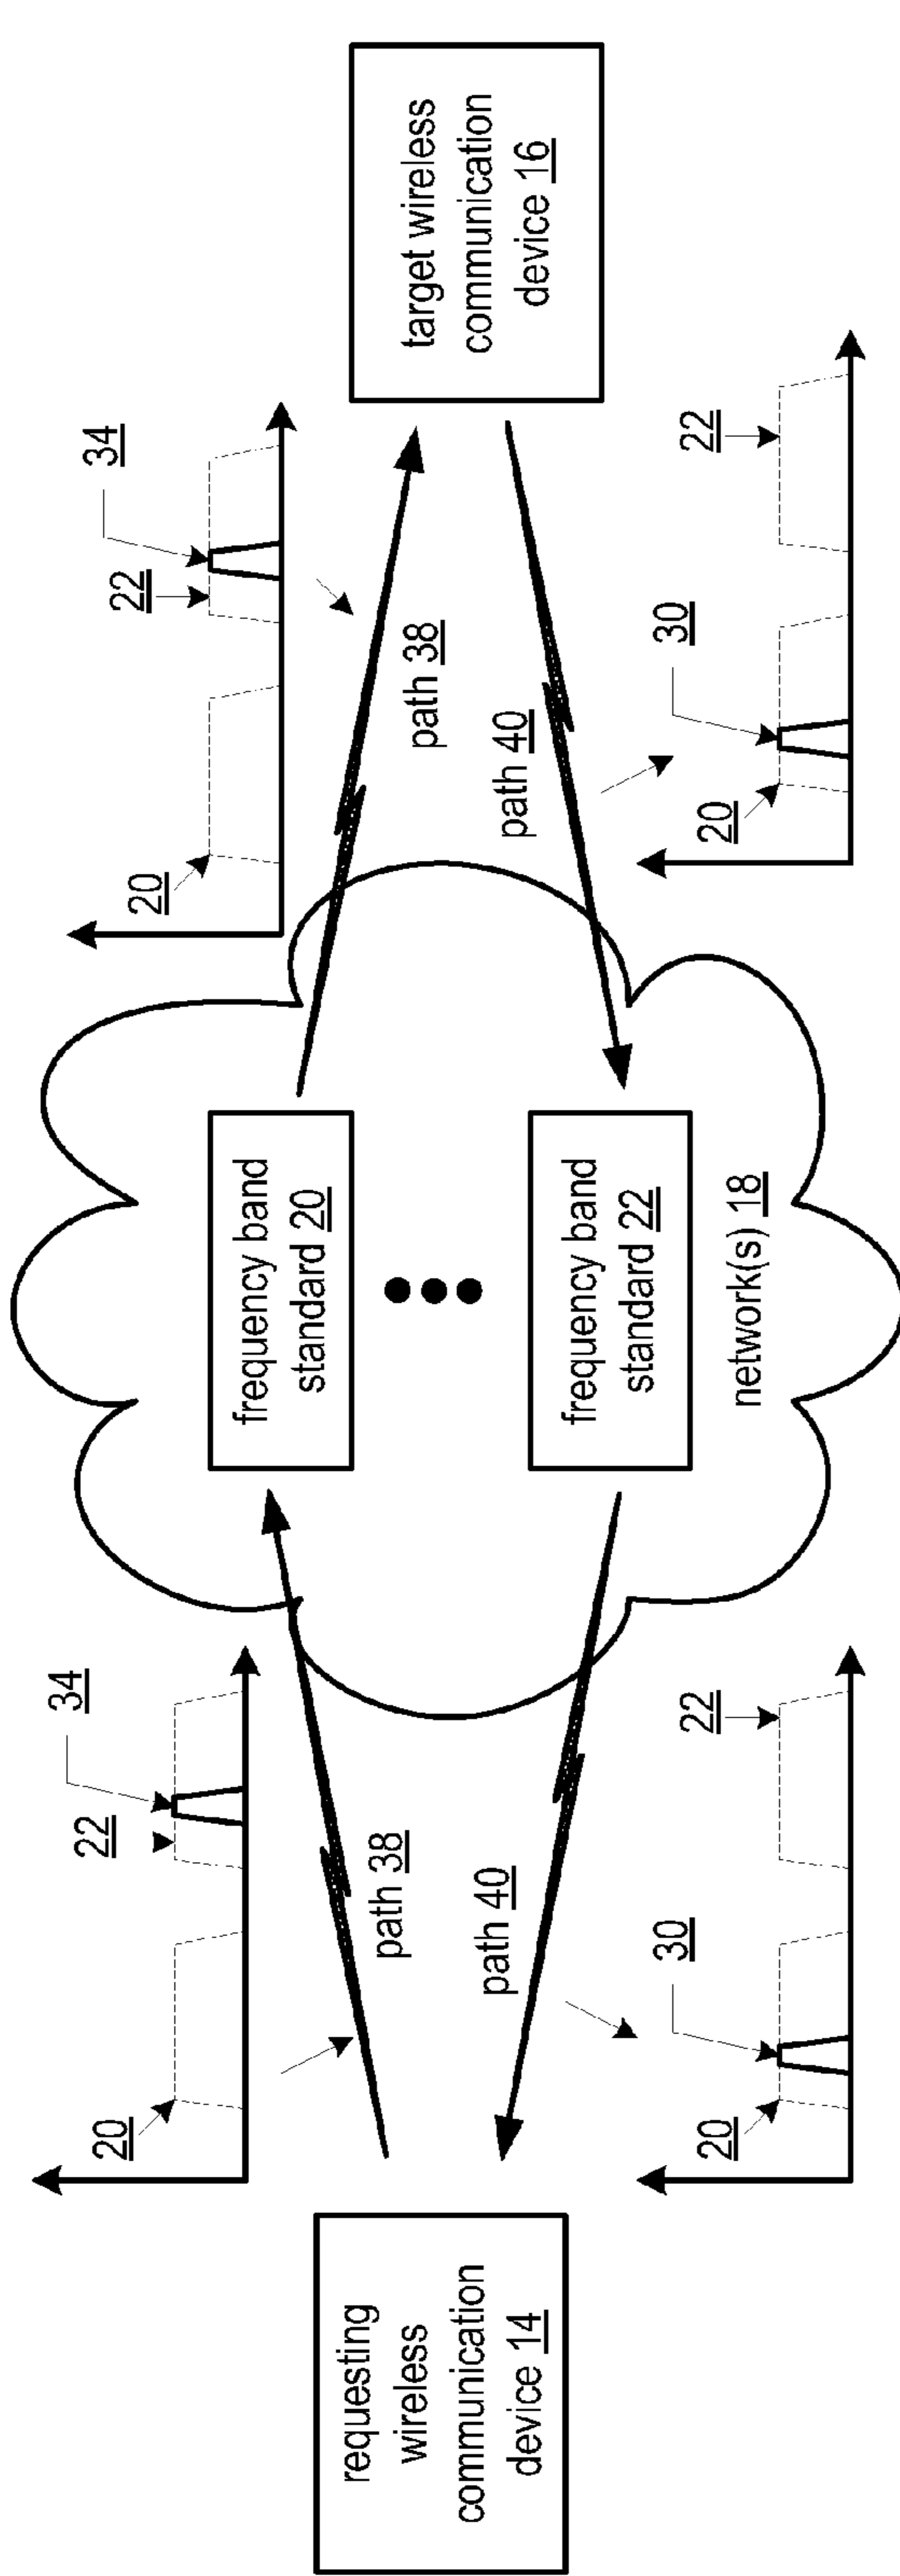 requesting
wireless
communication
device 14
20
22
34
path 38
path 40
20
30
22
frequency band
standard 20
frequency band
standard 22
network(s) 18
20
22
34
path 38
path 40
20
30
22
target wireless
communication
device 16